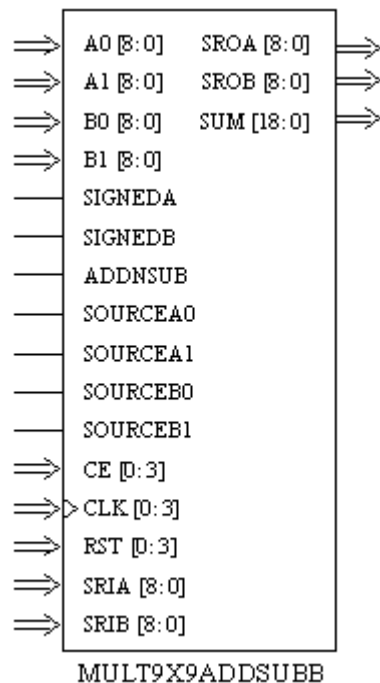 A0 [8:0] SROA [8:0]
A1 [8:0] SROB [8:0]
B0 [8:0] SUM [18:0]
B1 [8:0]
SIGNEDA
SIGNEDB
ADDNSUB
SOURCEA0
SOURCEA1
SOURCEB0
SOURCEB1
CE [0:3]
CLK [0:3]
RST [0:3]
SRIA [8:0]
SRIB [8:0]
MULT9X9ADDSUBB